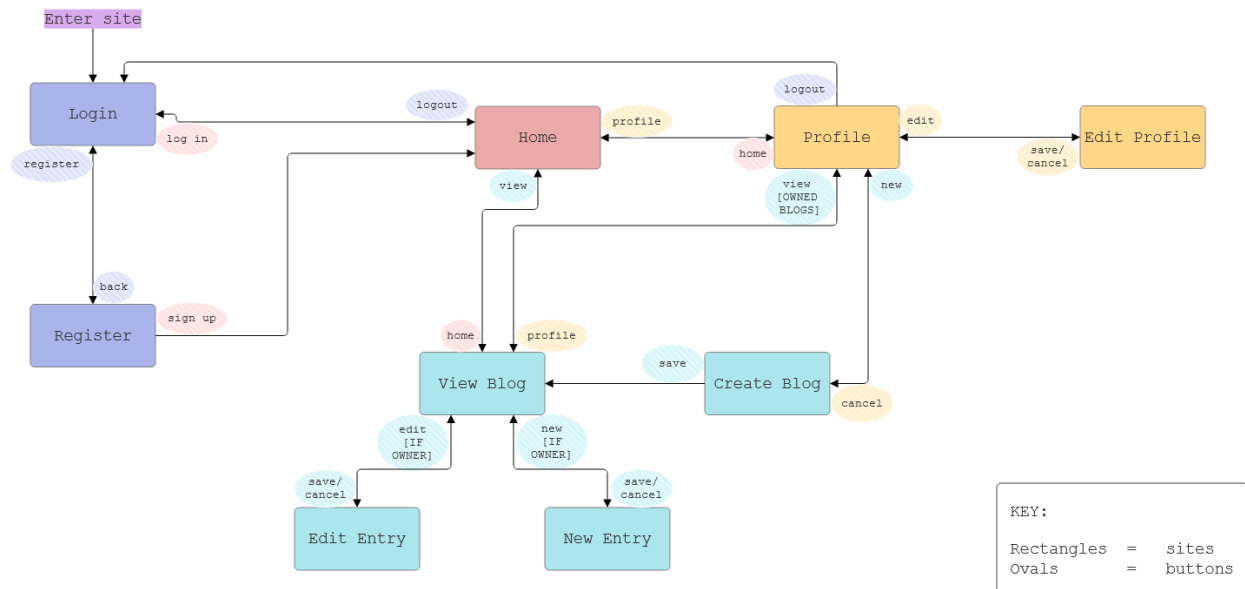 Enter site
logout
Login
logout
Home
profile
Profile
edit
Edit Profile
log in
home
save/
cancel
register
view
view
[OWNED
BLOGS]
new
back
Register
sign up
home
profile
save
View Blog
Create Blog
cancel
edit
[IF
OWNER]
new
[IF
OWNER]
save/
cancel
save/
cancel
Edit Entry
New Entry
KEY:
Rectangles = sites
Ovals = buttons